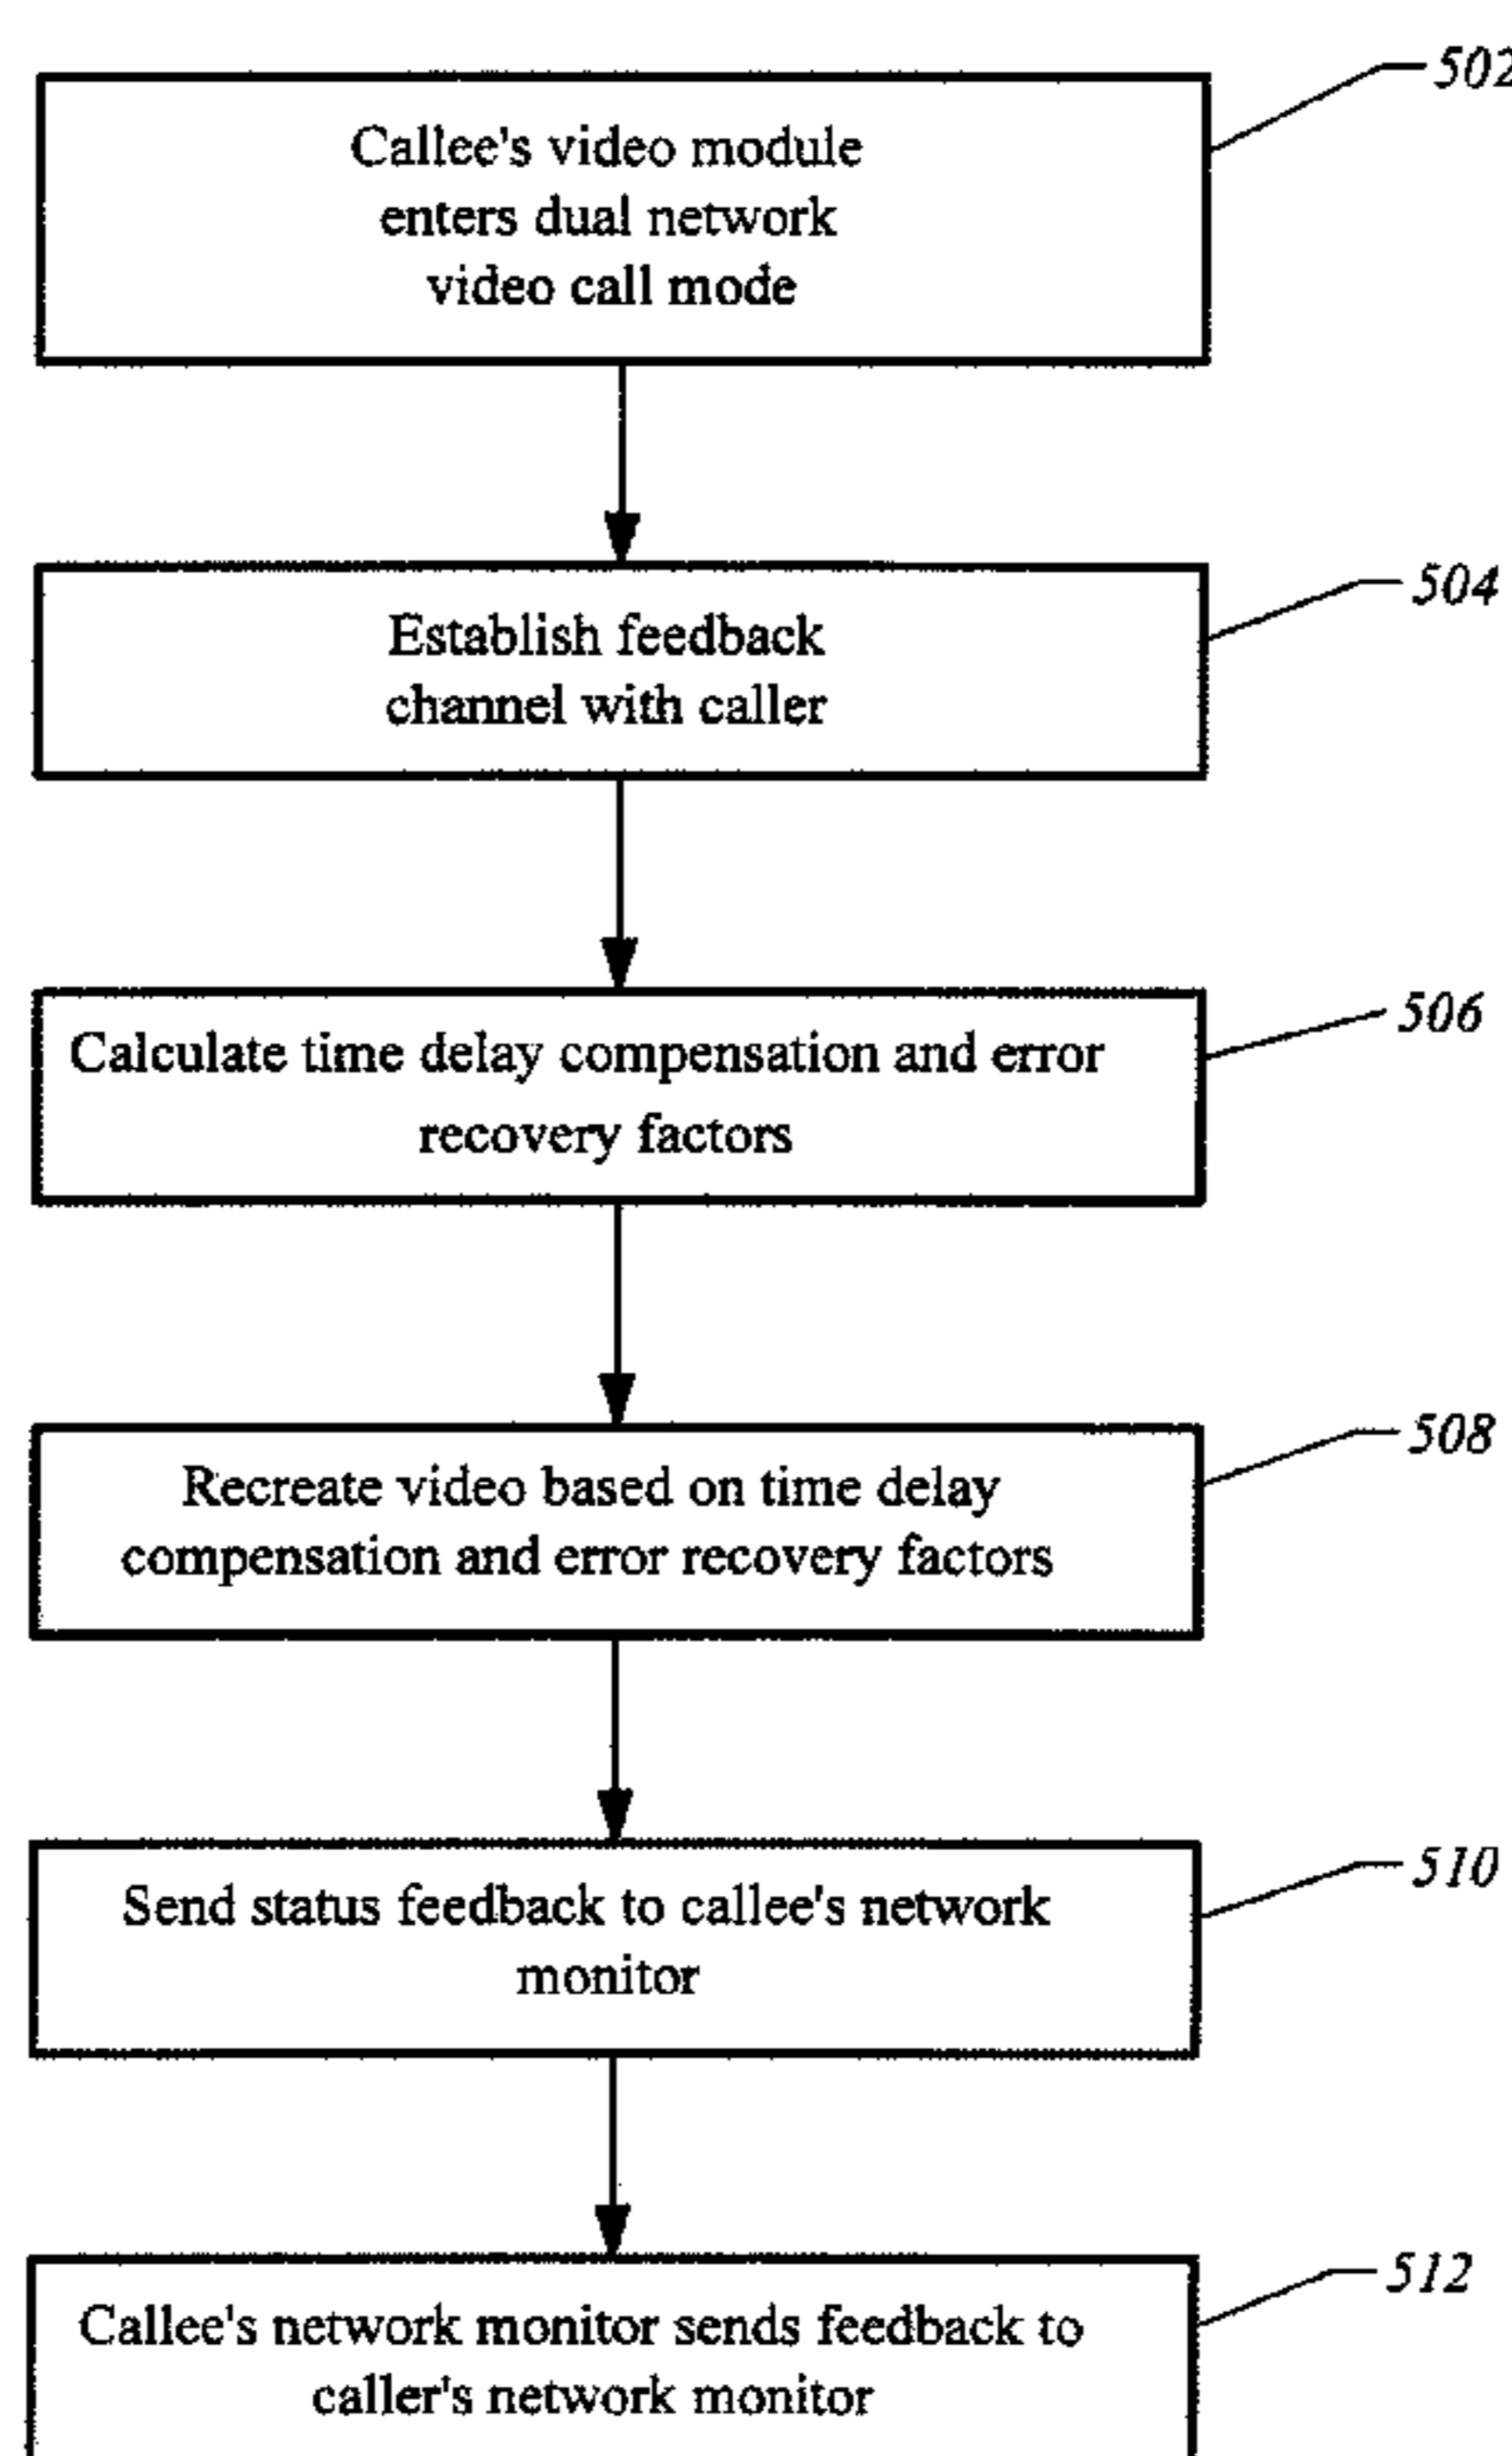 502
Callee's video module
enters dual network
video call mode
504
Establish feedback
channel with caller
506
Calculate time delay compensation and error
recovery factors
508
Recreate video based on time delay
compensation and error recovery factors
510
Send status feedback to callee's network
monitor
512
Callee's network monitor sends feedback to
caller's network monitor